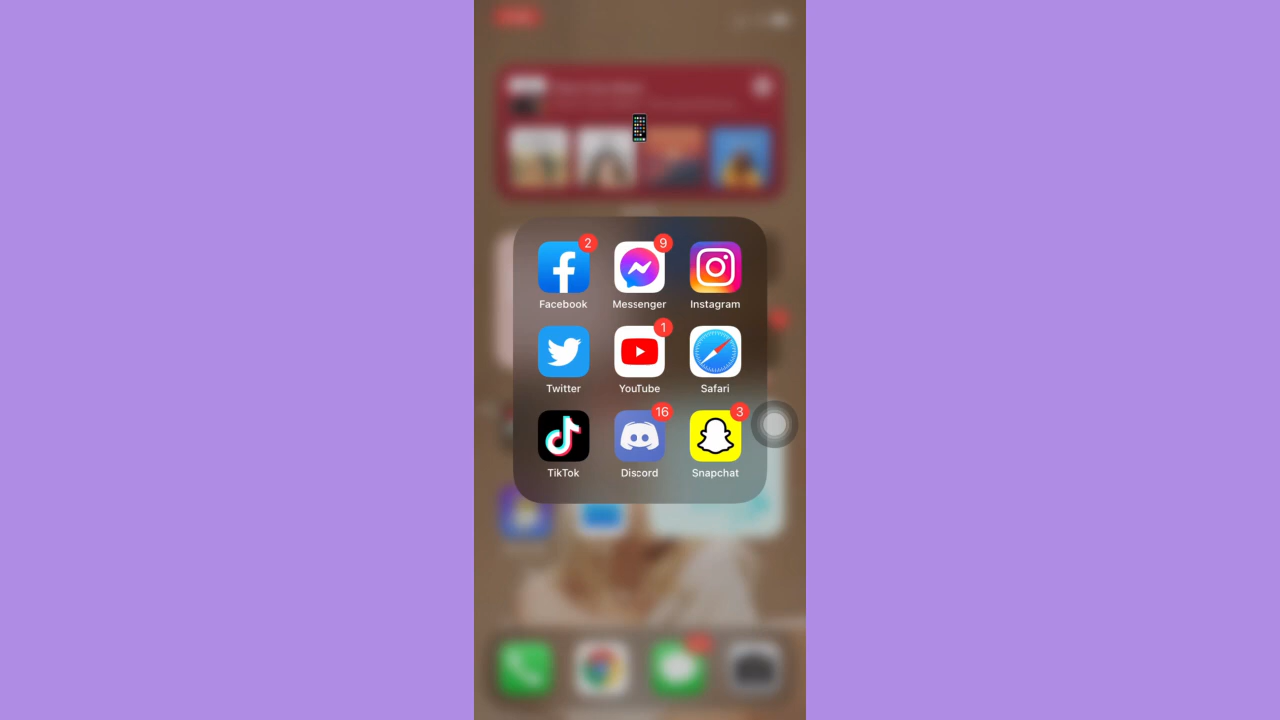 2
9
Facebook
Messenger
Instagram
1
Twitter
YouTube
Safari
16
3
TikTok
Discord
Snapchat